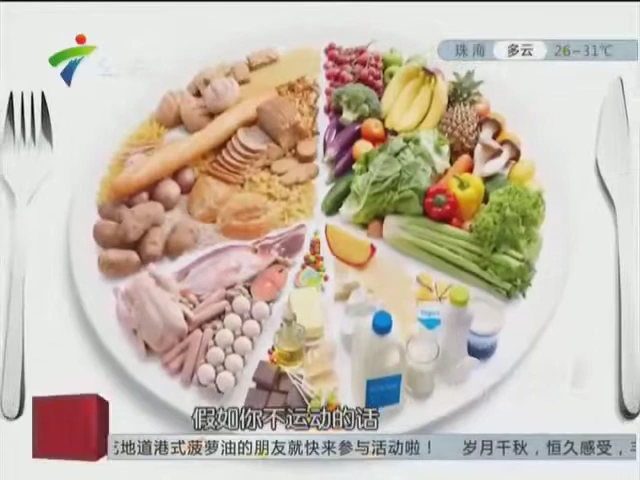 珠海 多云 26-31℃
假如你不运动的话
地道港式菠萝油的朋友就快来参与活动啦！ 岁月千秋，恒久感受，